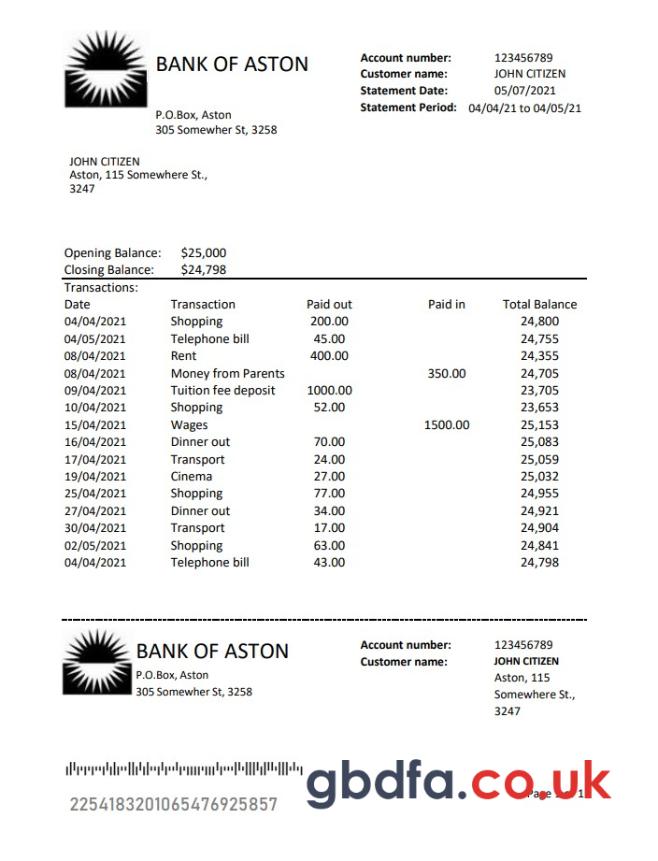 BANK OF ASTON
P.O.Box, Aston
305 Somewher St, 3258
Account number: 123456789
Customer name: JOHN CITIZEN
Statement Date: 05/07/2021
Statement Period: 04/04/21 to 04/05/21
JOHN CITIZEN
Aston, 115 Somewhere St.,
3247
Opening Balance: $25,000
Closing Balance: $24,798
Transactions:
Date Transaction Paid out Paid in Total Balance
04/04/2021 Shopping 200.00 24,800
04/05/2021 Telephone bill 45.00 24,755
08/04/2021 Rent 400.00 24,355
08/04/2021 Money from Parents 350.00 24,705
09/04/2021 Tuition fee deposit 1000.00 23,705
10/04/2021 Shopping 52.00 23,653
15/04/2021 Wages 1500.00 25,153
16/04/2021 Dinner out 70.00 25,083
17/04/2021 Transport 24.00 25,059
19/04/2021 Cinema 27.00 25,032
25/04/2021 Shopping 77.00 24,955
27/04/2021 Dinner out 34.00 24,921
30/04/2021 Transport 17.00 24,904
02/05/2021 Shopping 63.00 24,841
04/04/2021 Telephone bill 43.00 24,798
BANK OF ASTON
P.O.Box, Aston
305 Somewher St, 3258
Account number: 123456789
Customer name: JOHN CITIZEN
Aston, 115
Somewhere St.,
3247
2254183201065476925857
gbdfa.co.uk
Page 1